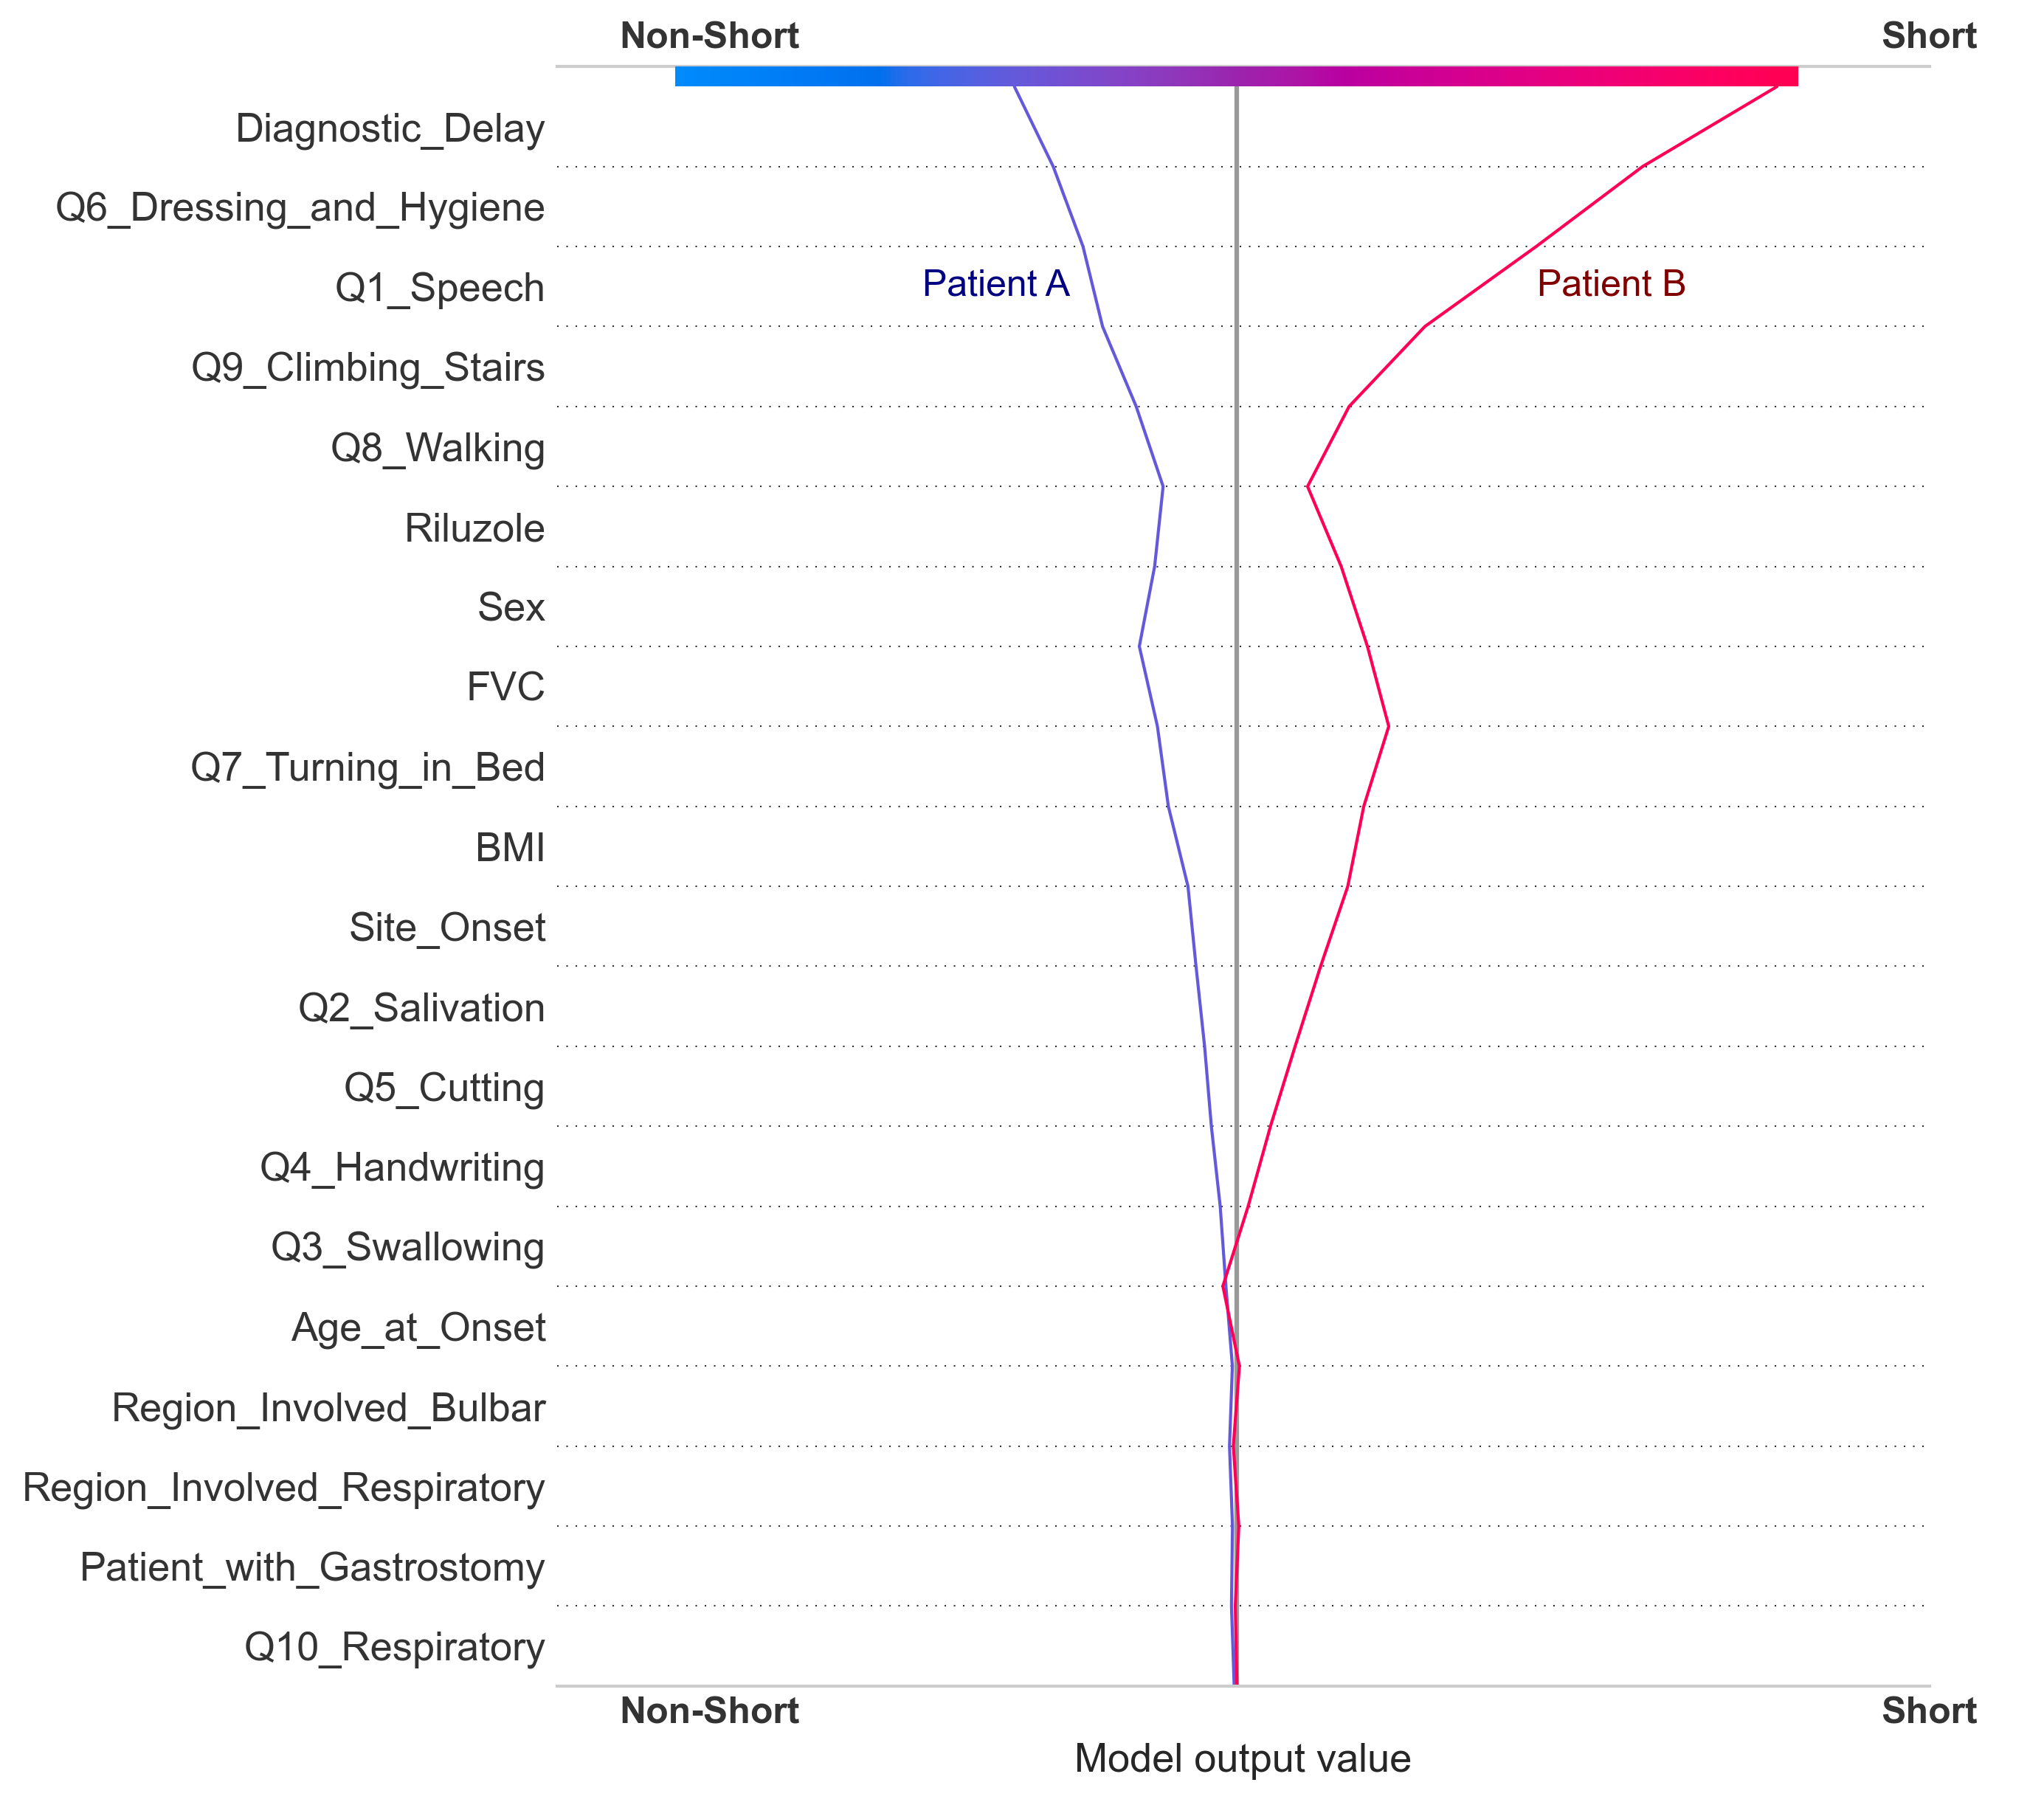 Non-Short Short
Diagnostic_Delay
Q6_Dressing_and_Hygiene
Q1_Speech
Patient A Patient B
Q9_Climbing_Stairs
Q8_Walking
Riluzole
Sex
FVC
Q7_Turning_in_Bed
BMI
Site_Onset
Q2_Salivation
Q5_Cutting
Q4_Handwriting
Q3_Swallowing
Age_at_Onset
Region_Involved_Bulbar
Region_Involved_Respiratory
Patient_with_Gastrostomy
Q10_Respiratory
Non-Short Short
Model output value